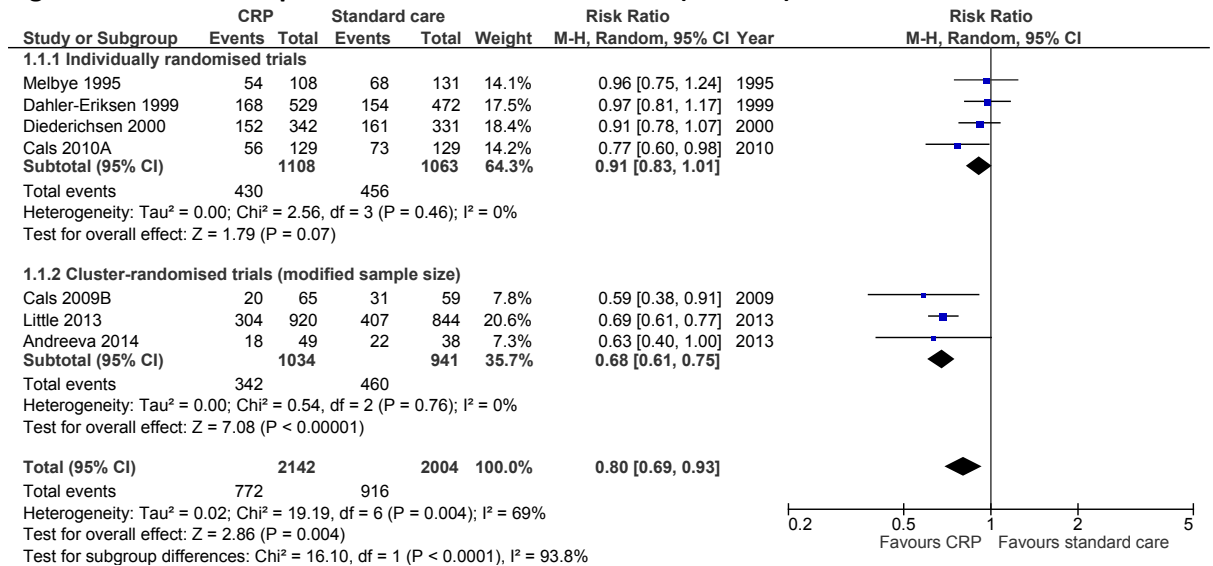 CRP Standard care Risk Ratio Risk Ratio
Study or Subgroup Events Total Events Total Weight M-H, Random, 95% CI Year M-H, Random, 95% CI
1.1.1 Individually randomised trials
Melbye 1995 54 108 68 131 14.1% 0.96 [0.75, 1.24] 1995
Dahler-Eriksen 1999 168 529 154 472 17.5% 0.97 [0.81, 1.17] 1999
Diederichsen 2000 152 342 161 331 18.4% 0.91 [0.78, 1.07] 2000
Cals 2010A 56 129 73 129 14.2% 0.77 [0.60, 0.98] 2010
Subtotal (95% CI) 1108 1063 64.3% 0.91 [0.83, 1.01]
Total events 430 456
Heterogeneity: Tau² = 0.00; Chi² = 2.56, df = 3 (P = 0.46); I² = 0%
Test for overall effect: Z = 1.79 (P = 0.07)
1.1.2 Cluster-randomised trials (modified sample size)
Cals 2009B 20 65 31 59 7.8% 0.59 [0.38, 0.91] 2009
Little 2013 304 920 407 844 20.6% 0.69 [0.61, 0.77] 2013
Andreeva 2014 18 49 22 38 7.3% 0.63 [0.40, 1.00] 2013
Subtotal (95% CI) 1034 941 35.7% 0.68 [0.61, 0.75]
Total events 342 460
Heterogeneity: Tau² = 0.00; Chi² = 0.54, df = 2 (P = 0.76); I² = 0%
Test for overall effect: Z = 7.08 (P < 0.00001)
Total (95% CI) 2142 2004 100.0% 0.80 [0.69, 0.93]
Total events 772 916
Heterogeneity: Tau² = 0.02; Chi² = 19.19, df = 6 (P = 0.004); I² = 69%
Test for overall effect: Z = 2.86 (P = 0.004)
Test for subgroup differences: Chi² = 16.10, df = 1 (P < 0.0001), I² = 93.8%
0.2 0.5 1 2 5
Favours CRP Favours standard care